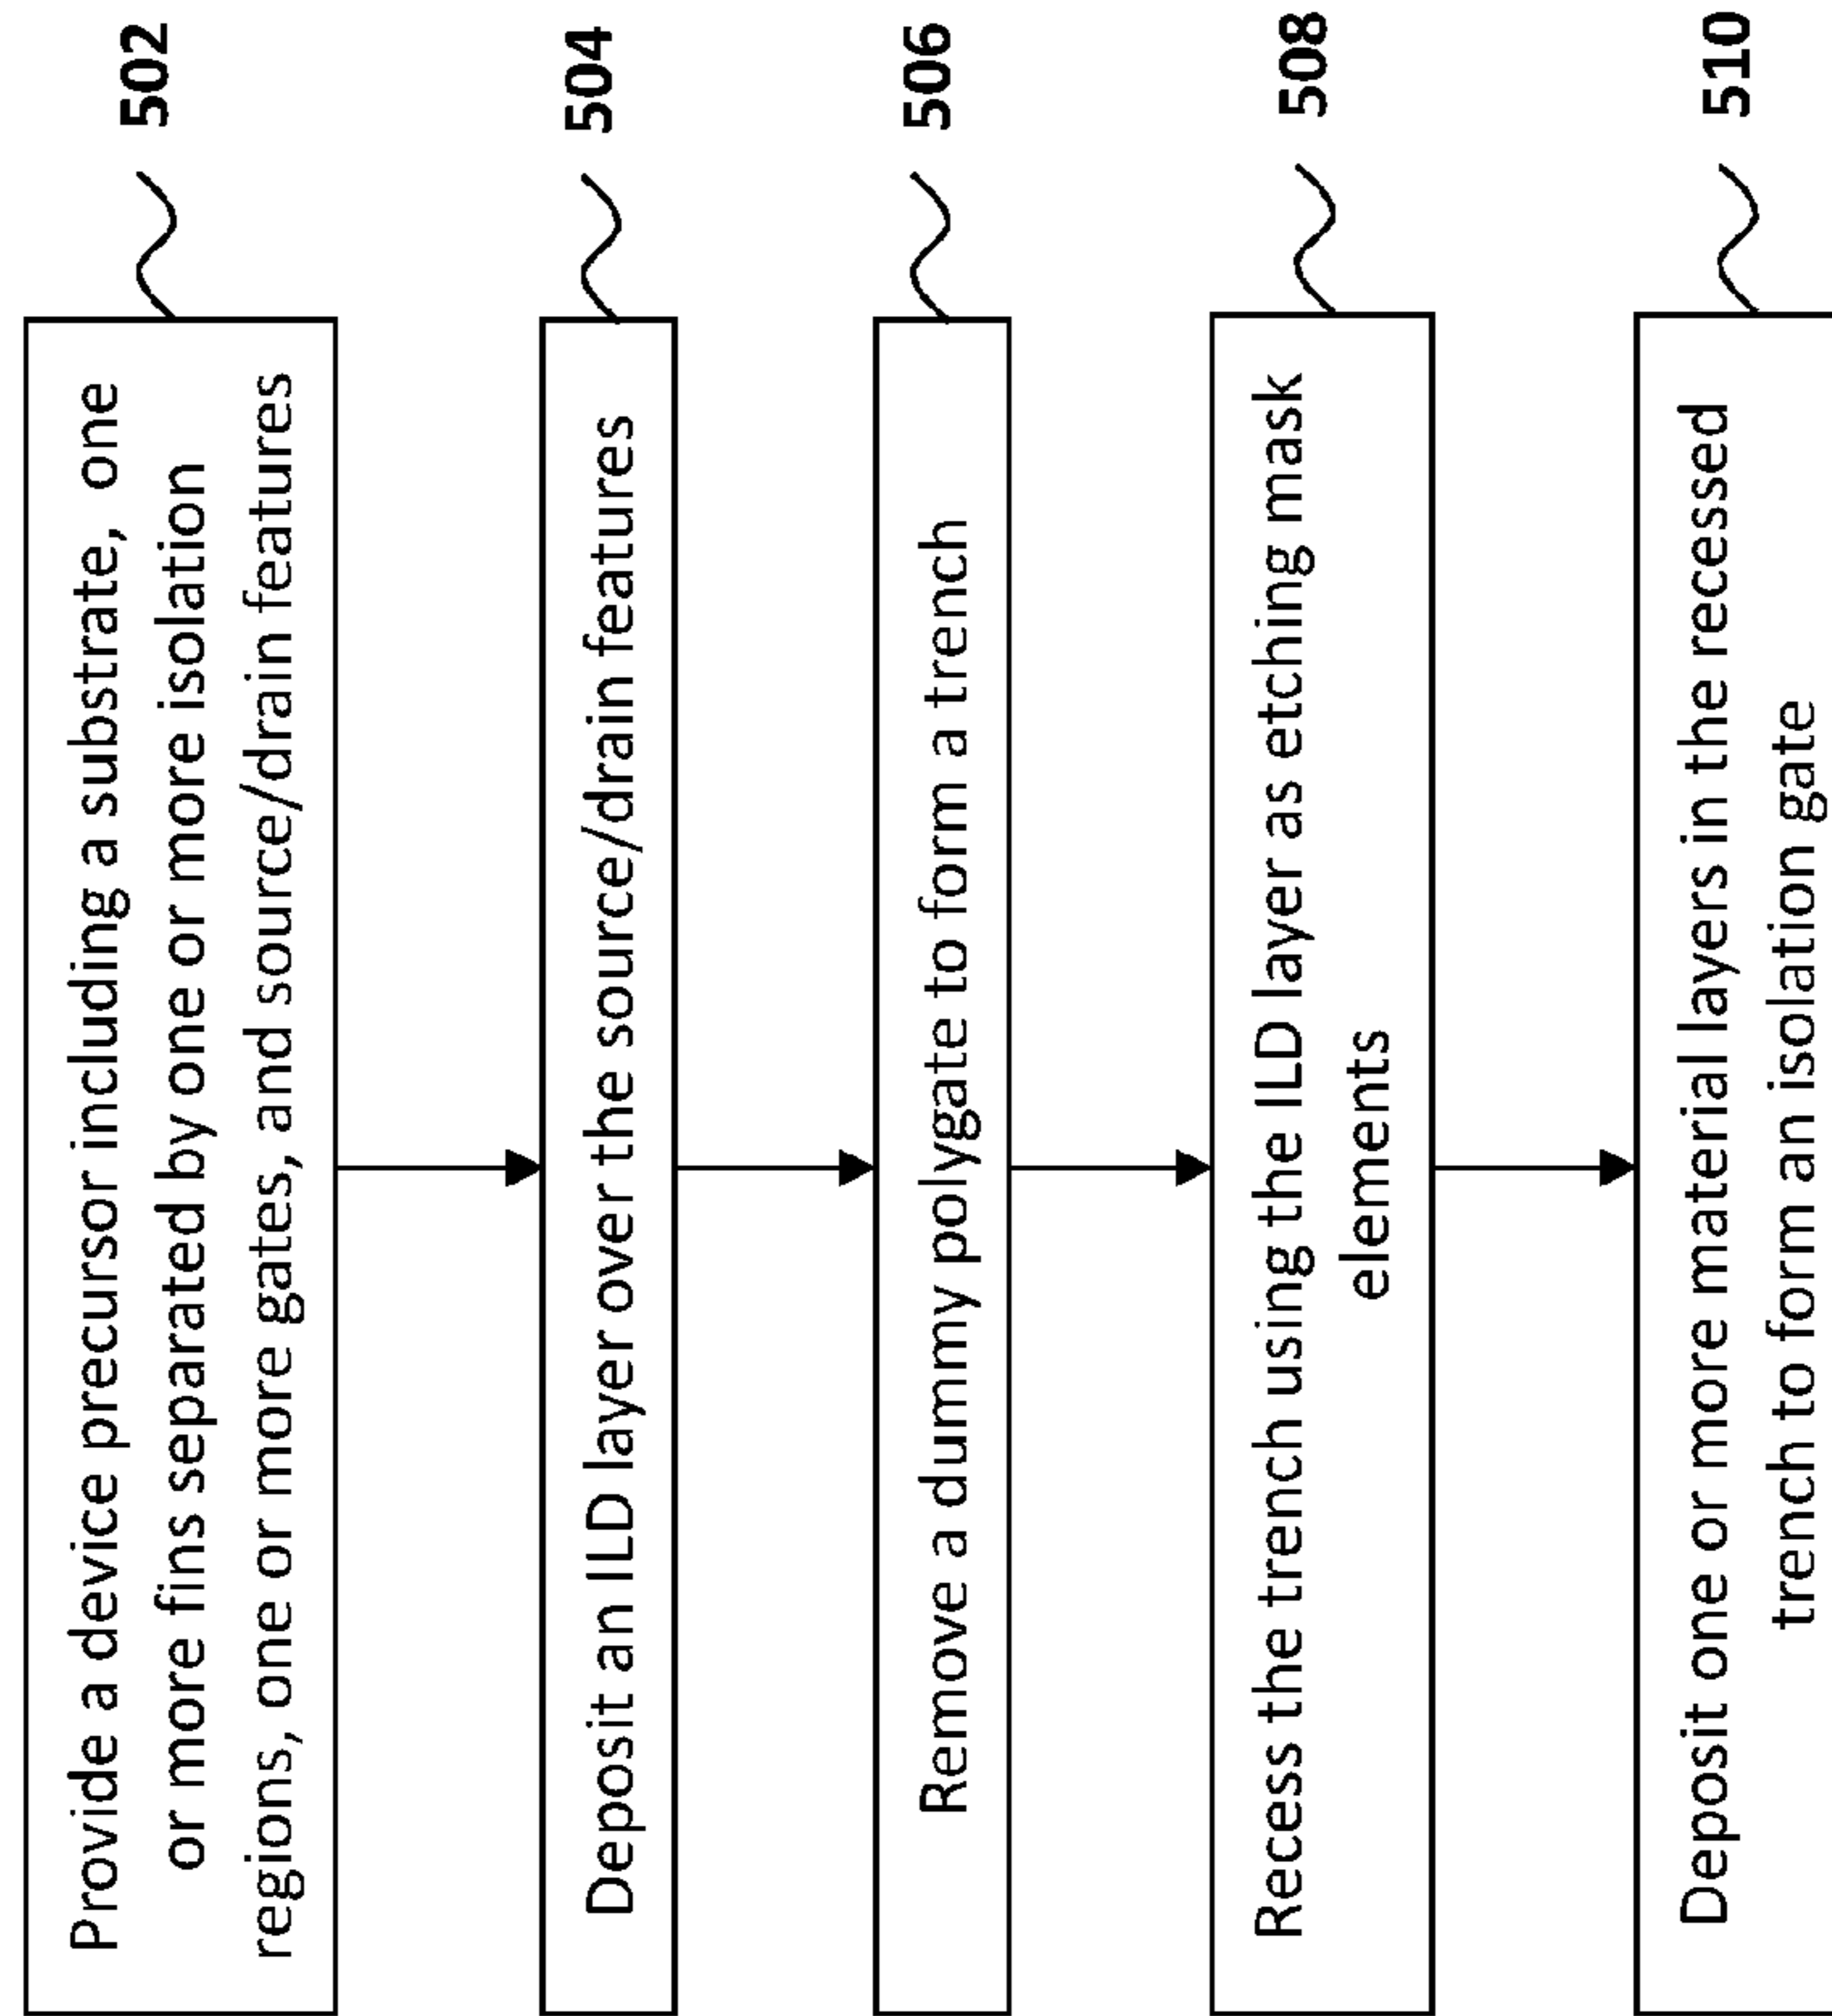 Provide a device precursor including a substrate, one
or more fins separated by one or more isolation
regions, one or more gates, and source/drain features
502
Deposit an ILD layer over the source/drain features
504
Remove a dummy polygate to form a trench
506
Recess the trench using the ILD layer as etching mask
elements
508
Deposit one or more material layers in the recessed
trench to form an isolation gate
510